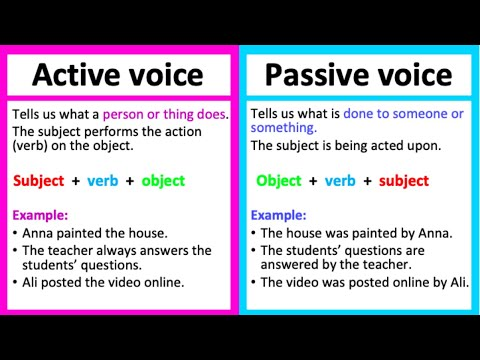 Active voice
Tells us what a person or thing does.
The subject performs the action
(verb) on the object.
Subject + verb + object
Example:
• Anna painted the house.
• The teacher always answers the
students’ questions.
• Ali posted the video online.
Passive voice
Tells us what is done to someone or
something.
The subject is being acted upon.
Object + verb + subject
Example:
• The house was painted by Anna.
• The students’ questions are
answered by the teacher.
• The video was posted online by Ali.